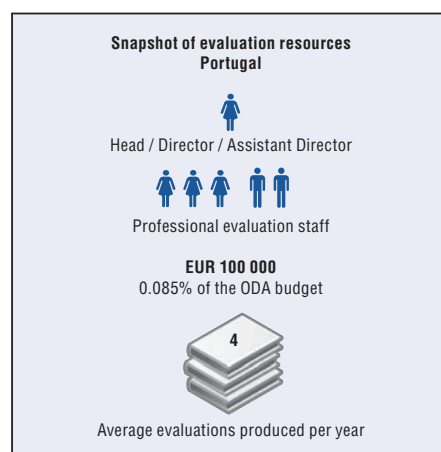 Snapshot of evaluation resources
Portugal
Head / Director / Assistant Director
Professional evaluation staff
EUR 100 000
0.085% of the ODA budget
4
Average evaluations produced per year